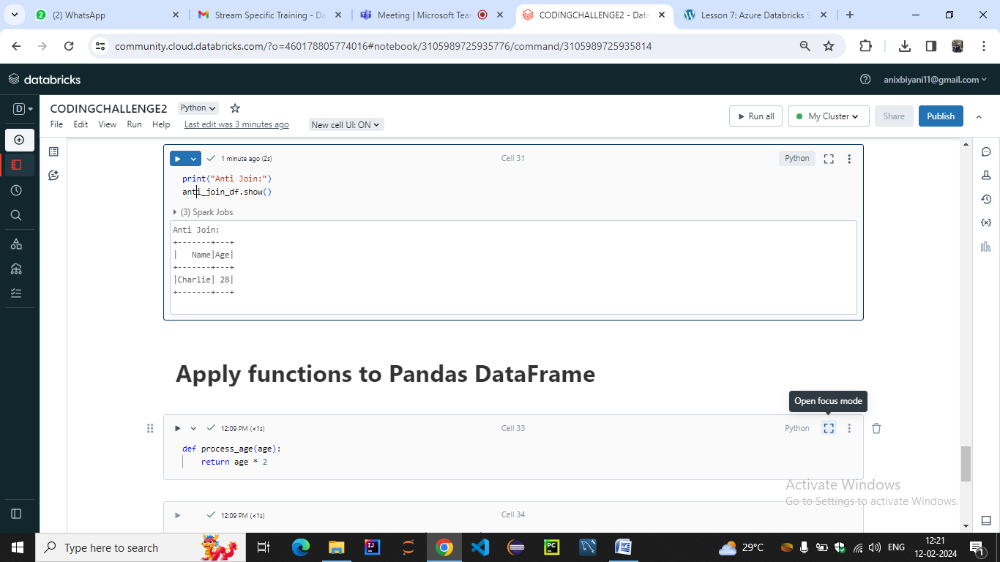 (2) WhatsApp
Stream Specific Training - Da
Meeting | Microsoft Tear
CODINGCHALLENGE2 - Data
Lesson 7: Azure Databricks S
community.cloud.databricks.com/?o=460178805774016#notebook/3105989725935776/command/3105989725935814
databricks
anixbiyani11@gmail.com
D
CODINGCHALLENGE2
Python
File Edit View Run Help Last edit was 3 minutes ago New cell UI: ON
Run all
My Cluster
Share
Publish
1 minute ago (2s)
Cell 31
Python
print("Anti Join:")
anti_join_df.show()
(3) Spark Jobs
Anti Join:
+-------+---+
|   Name|Age|
+-------+---+
|Charlie| 28|
+-------+---+
Apply functions to Pandas DataFrame
Open focus mode
12:09 PM (<1s)
Cell 33
Python
def process_age(age):
    return age * 2
12:09 PM (<1s)
Cell 34
Activate Windows
Go to Settings to activate Windows.
Type here to search
29°C
ENG
12:21
12-02-2024
1